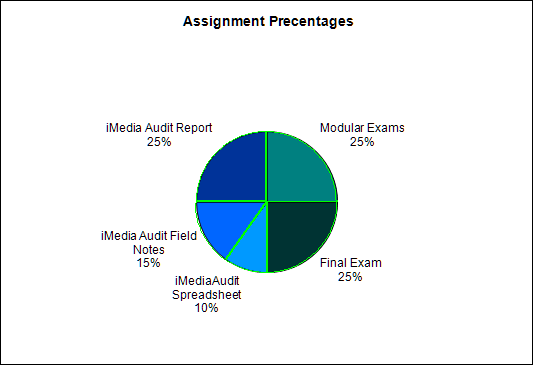 Assignment Precentages
iMedia Audit Report
25%
Modular Exams
25%
iMedia Audit Field
Notes
15%
iMediaAudit
Spreadsheet
10%
Final Exam
25%